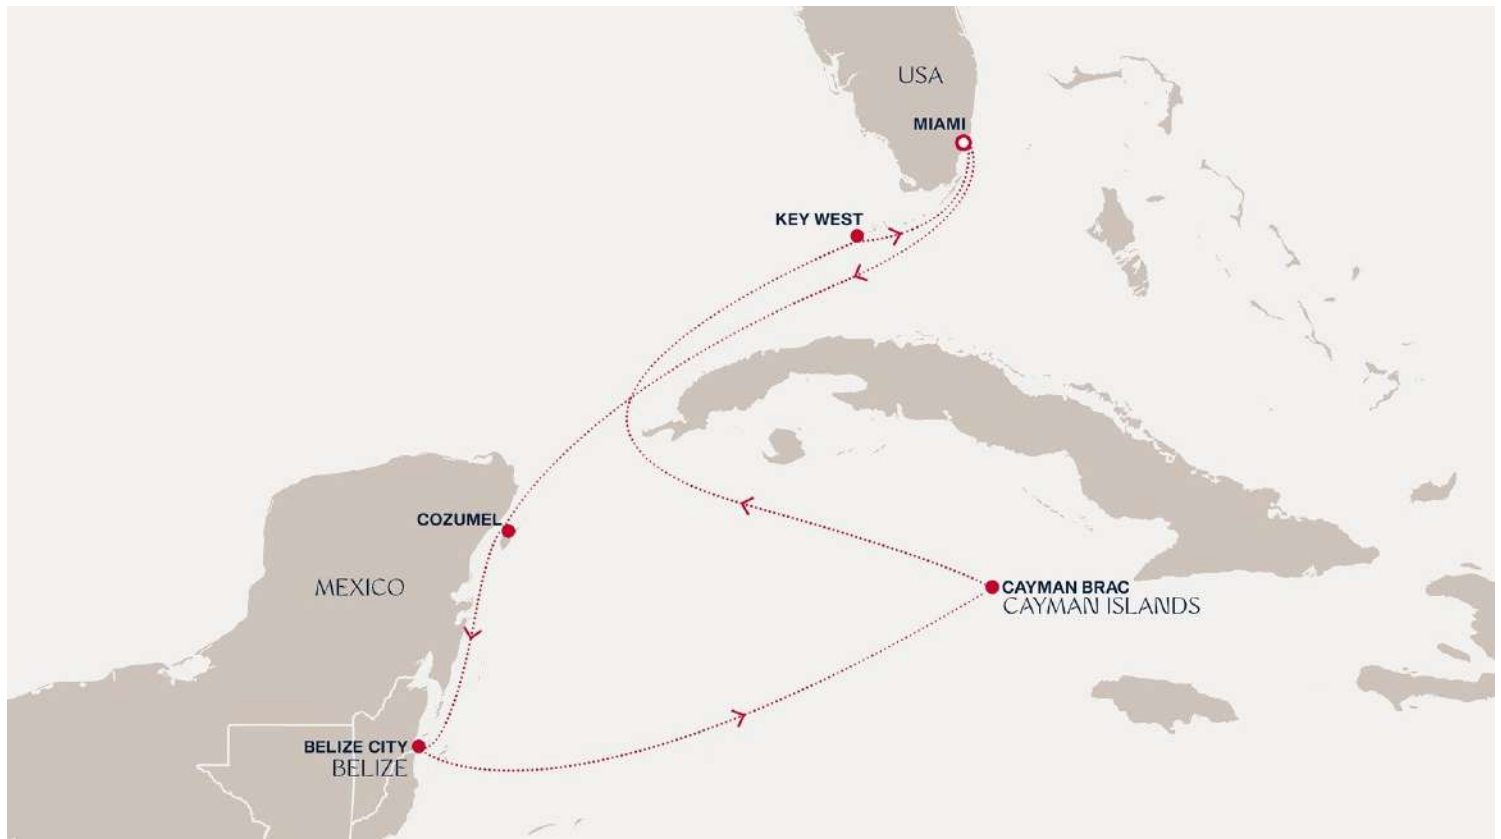 USA
MIAMI
KEY WEST
COZUMEL
MEXICO
CAYMAN BRAC
CAYMAN ISLANDS
BELIZE CITY
BELIZE